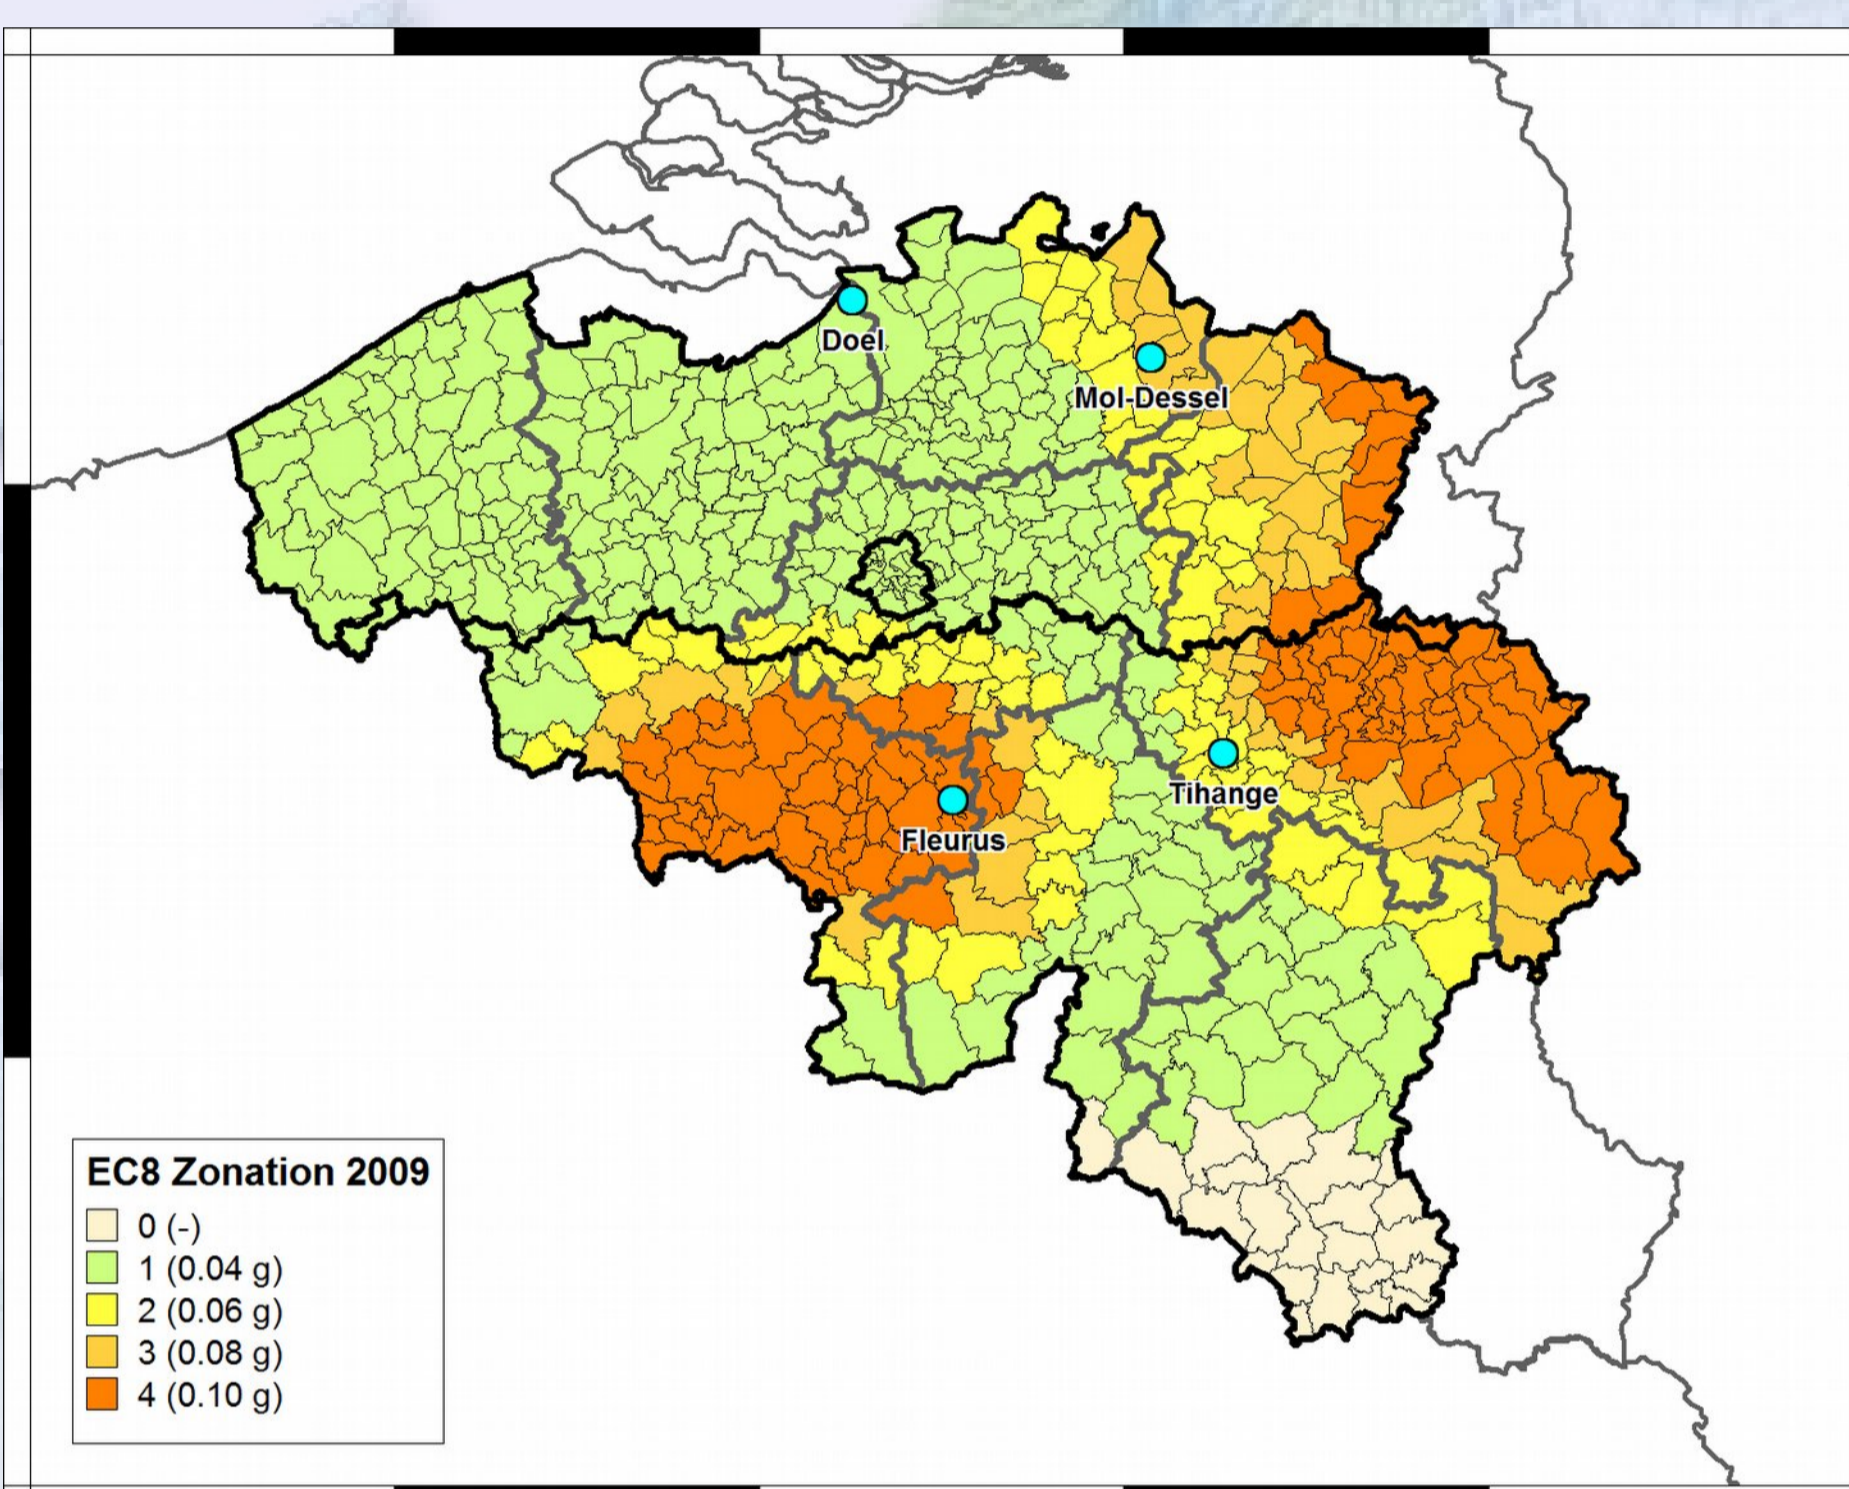 Doel
Mol-Dessel
Tihange
Fleurus
EC8 Zonation 2009
0 (-)
1 (0.04 g)
2 (0.06 g)
3 (0.08 g)
4 (0.10 g)